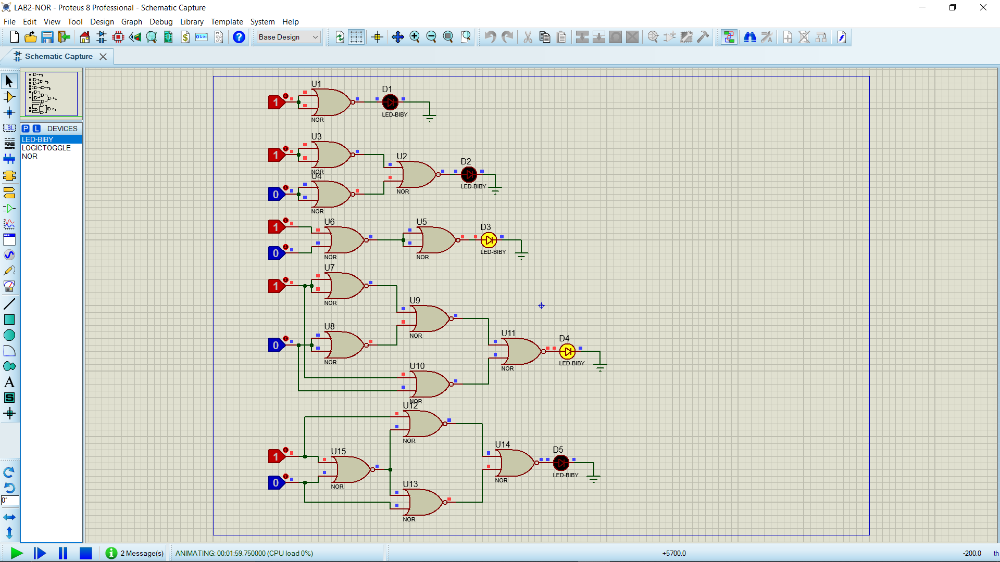 LAB2-NOR - Proteus 8 Professional - Schematic Capture
File Edit View Tool Design Graph Debug Library Template System Help
Base Design
Schematic Capture
P L DEVICES
LED-BIBY
LOGICTOGGLE
NOR
LBL
A
S
0°
U1
D1
1
LED-BIBY
NOR
U3
1
U2
D2
NOR
U4
LED-BIBY
0
NOR
NOR
1
U6
U5
D3
0
LED-BIBY
NOR
NOR
U7
1
NOR
U9
U8
NOR
U11
0
D4
NOR
LED-BIBY
U10
NOR
NOR
U12
NOR
U14
D5
1
U15
LED-BIBY
0
NOR
NOR
U13
NOR
2 Message(s)
ANIMATING: 00:01:59.750000 (CPU load 0%)
+5700.0
-200.0
th